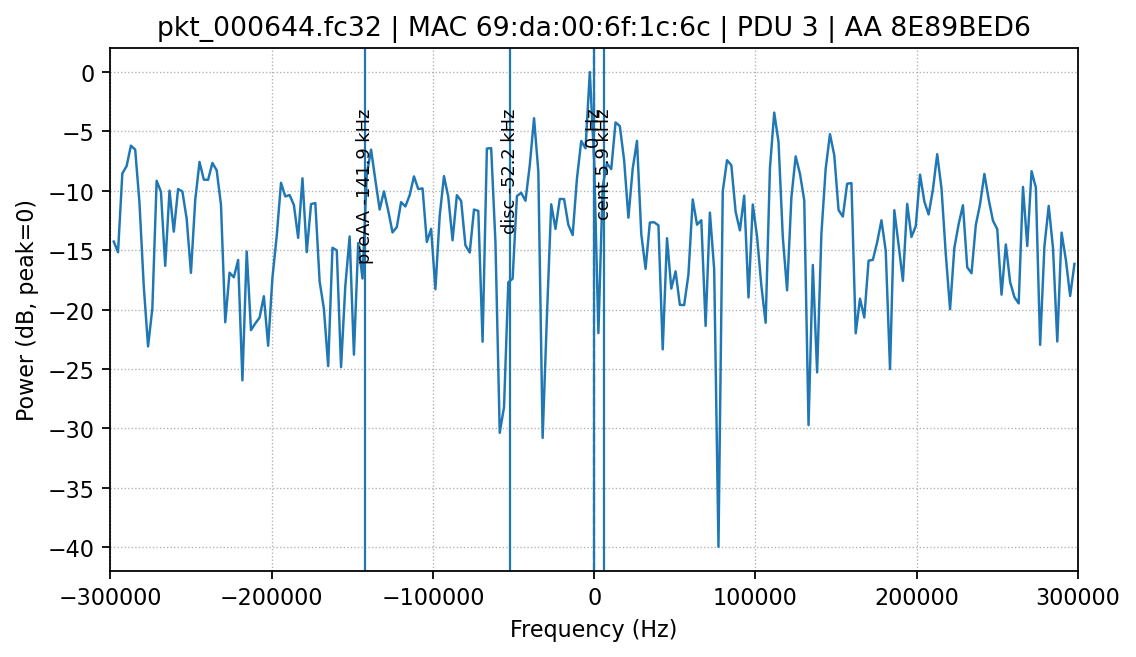 pkt_000644.fc32 | MAC 69:da:00:6f:1c:6c | PDU 3 | AA 8E89BED6
Power (dB, peak=0)
0
−5
−10
−15
−20
−25
−30
−35
−40
preAA -141.9 kHz
disc -52.2 kHz
0 Hz
cent 5.9 kHz
−300000
−200000
−100000
0
100000
200000
300000
Frequency (Hz)